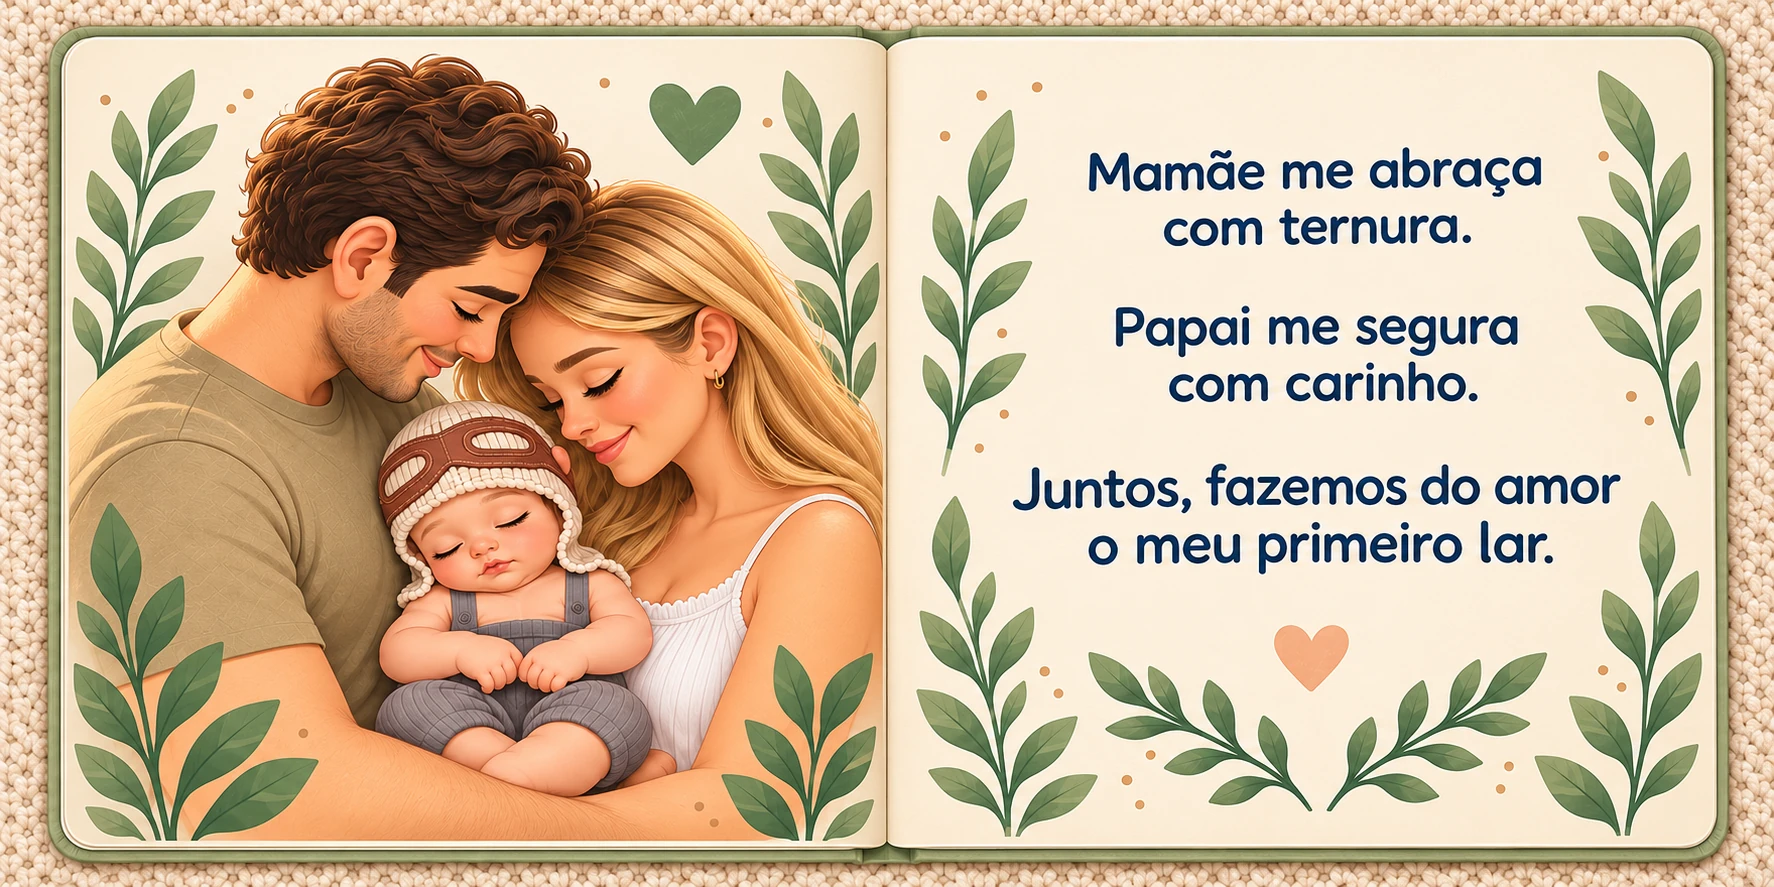 Mamãe me abraça
com ternura.
Papai me segura
com carinho.
Juntos, fazemos do amor
o meu primeiro lar.